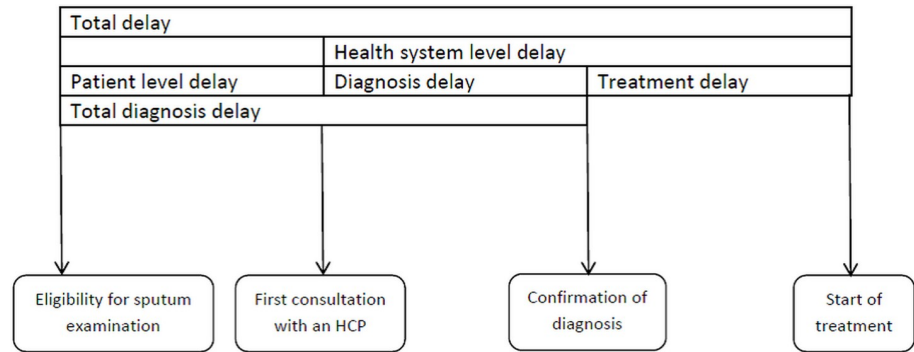 Total delay
Health system level delay
Patient level delay
Diagnosis delay
Treatment delay
Total diagnosis delay
Eligibility for sputum
examination
First consultation
with an HCP
Confirmation of
diagnosis
Start of
treatment